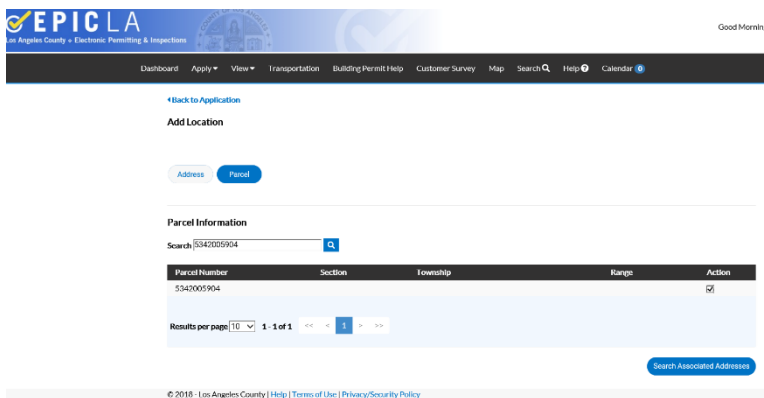 EPICLA
Los Angeles County + Electronic Permitting & Inspections
Good Mornin
Dashboard Apply View Transportation Building Permit Help Customer Survey Map Search Help Calendar 0
Back to Application
Add Location
Address Parcel
Parcel Information
Search 5342005904
Parcel Number Section Township Range Action
5342005904
Results per page 10 1 - 1 of 1 << < 1 > >>
Search Associated Addresses
© 2018 - Los Angeles County | Help | Terms of Use | Privacy/Security Policy